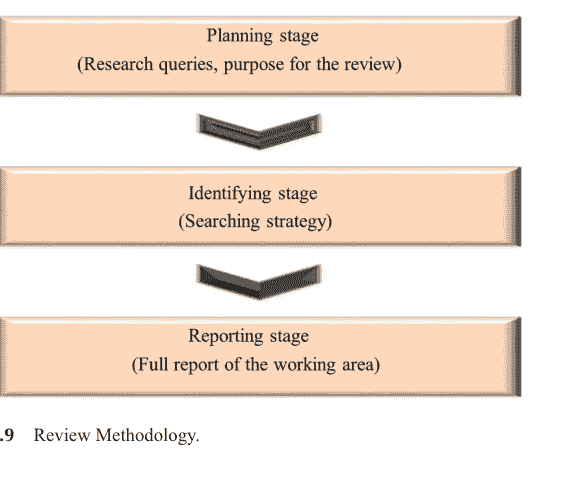 Planning stage
(Research queries, purpose for the review)
Identifying stage
(Searching strategy)
Reporting stage
(Full report of the working area)
.9 Review Methodology.